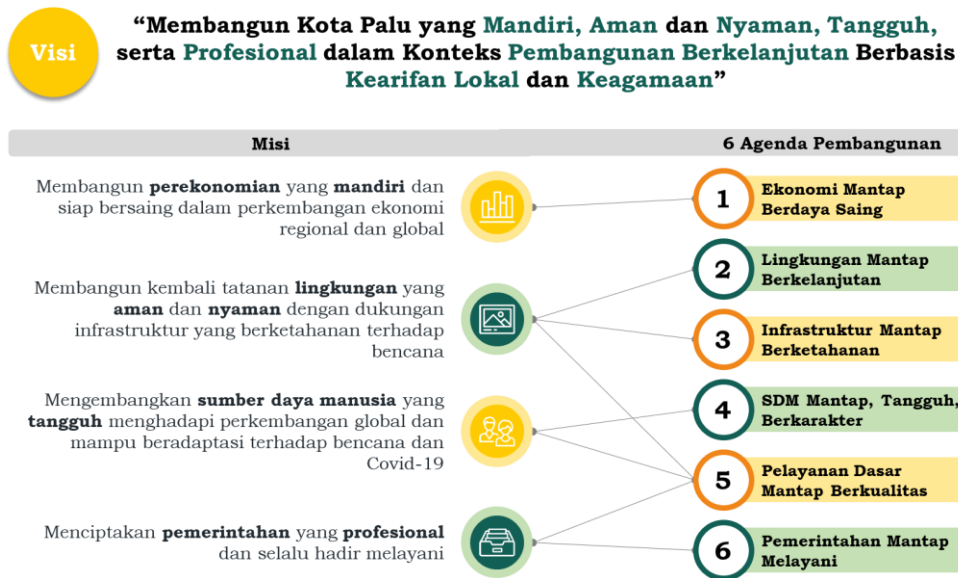 Visi
“Membangun Kota Palu yang Mandiri, Aman dan Nyaman, Tangguh,
serta Profesional dalam Konteks Pembangunan Berkelanjutan Berbasis
Kearifan Lokal dan Keagamaan”
Misi
6 Agenda Pembangunan
Membangun perekonomian yang mandiri dan
siap bersaing dalam perkembangan ekonomi
regional dan global
Membangun kembali tatanan lingkungan yang
aman dan nyaman dengan dukungan
infrastruktur yang berketahanan terhadap
bencana
Mengembangkan sumber daya manusia yang
tangguh menghadapi perkembangan global dan
mampu beradaptasi terhadap bencana dan
Covid-19
Menciptakan pemerintahan yang profesional
dan selalu hadir melayani
1
Ekonomi Mantap
Berdaya Saing
2
Lingkungan Mantap
Berkelanjutan
3
Infrastruktur Mantap
Berketahanan
4
SDM Mantap, Tangguh,
Berkarakter
5
Pelayanan Dasar
Mantap Berkualitas
6
Pemerintahan Mantap
Melayani